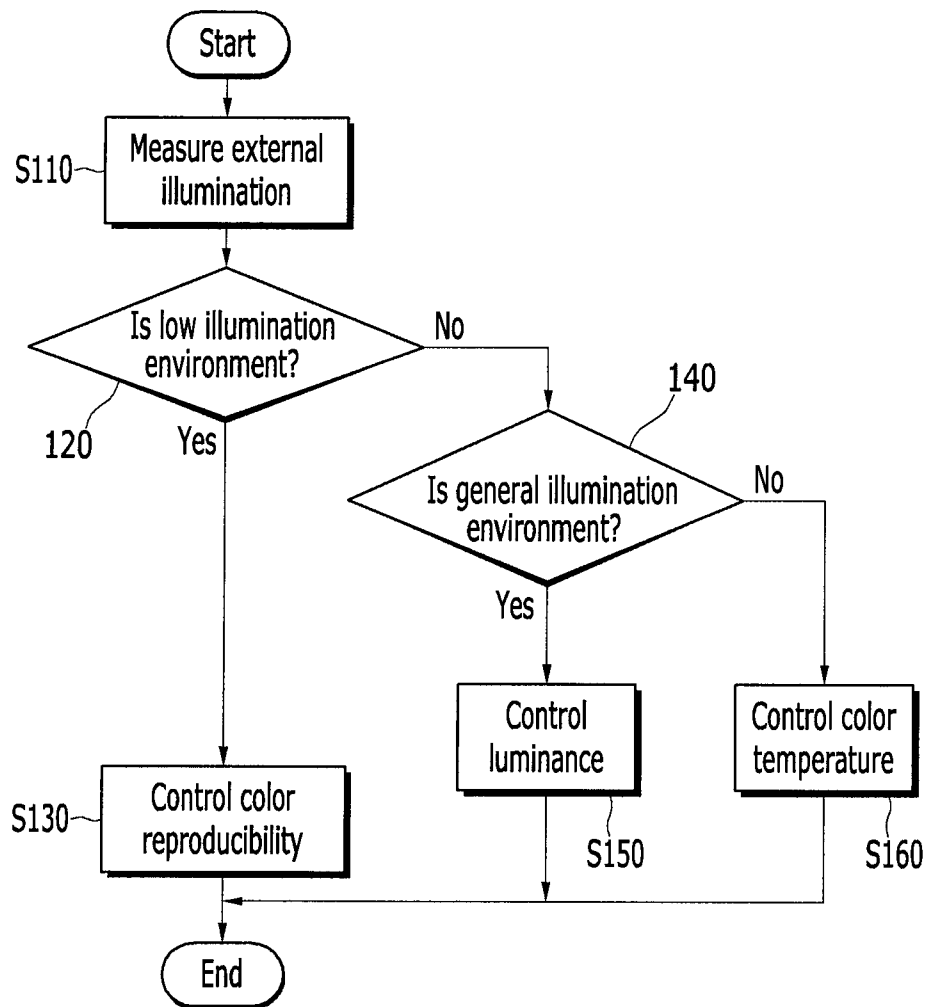 Start
S110
Measure external
illumination
Is low illumination
environment?
No
120
Yes
140
Is general illumination
environment?
No
Yes
Control
luminance
S150
Control color
temperature
S160
S130
Control color
reproducibility
End